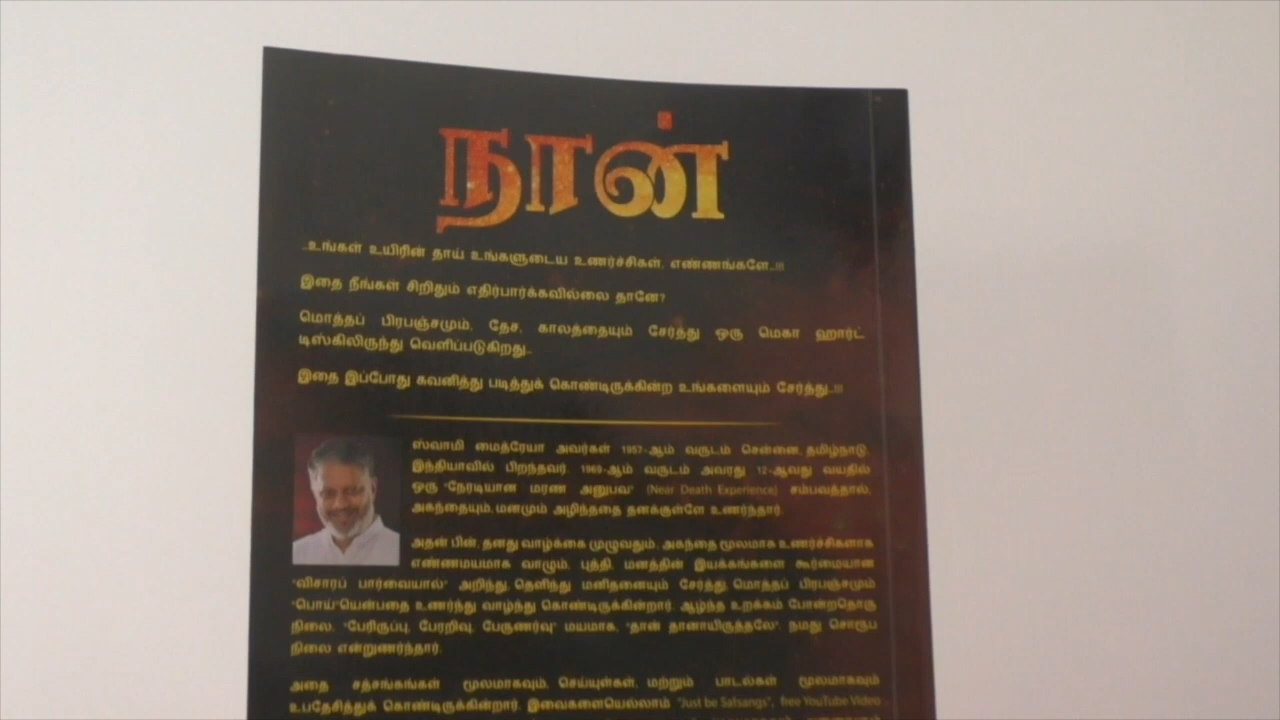 நான்
..உங்கள் உயிரின் தாய் உங்களுடைய உணர்ச்சிகள், எண்ணங்களே..!!!
இதை நீங்கள் சிறிதும் எதிர்பார்க்கவில்லை தானே?
மொத்தப் பிரபஞ்சமும், தேச, காலத்தையும் சேர்த்து ஒரு மெகா ஹார்ட்
டிஸ்கிலிருந்து வெளிப்படுகிறது..
இதை இப்போது கவனித்து படித்துக் கொண்டிருக்கின்ற உங்களையும் சேர்த்து..!!!
ஸ்வாமி மைத்ரேயா அவர்கள் 1957-ஆம் வருடம் சென்னை, தமிழ்நாடு,
இந்தியாவில் பிறந்தவர். 1969-ஆம் வருடம் அவரது 12-ஆவது வயதில்
ஒரு "நேரடியான மரண அனுபவ" (Near Death Experience) சம்பவத்தால்,
அகந்தையும், மனமும் அழிந்ததை தனக்குள்ளே உணர்ந்தார்.
அதன் பின், தனது வாழ்க்கை முழுவதும், அகந்தை மூலமாக உணர்ச்சிகளாக
எண்ணமயமாக வாழும், புத்தி, மனத்தின் இயக்கங்களை கூர்மையான
"விசாரப் பார்வையால்" அறிந்து, தெளிந்து மனிதனையும் சேர்த்து, மொத்தப் பிரபஞ்சமும்
"பொய்"யென்பதை உணர்ந்து வாழ்ந்து கொண்டிருக்கின்றார். ஆழ்ந்த உறக்கம் போன்றதொரு
நிலை, "பேரிருப்பு, பேரறிவு, பேருணர்வு" மயமாக, "தான் தானாயிருத்தலே", நமது சொரூப
நிலை என்றுணர்ந்தார்.
அதை சத்சங்கங்கள் மூலமாகவும், செய்யுள்கள், மற்றும் பாடல்கள் மூலமாகவும்
உபதேசித்துக் கொண்டிருக்கின்றார். இவைகளையெல்லாம் "Just be Satsangs", free YouTube Video